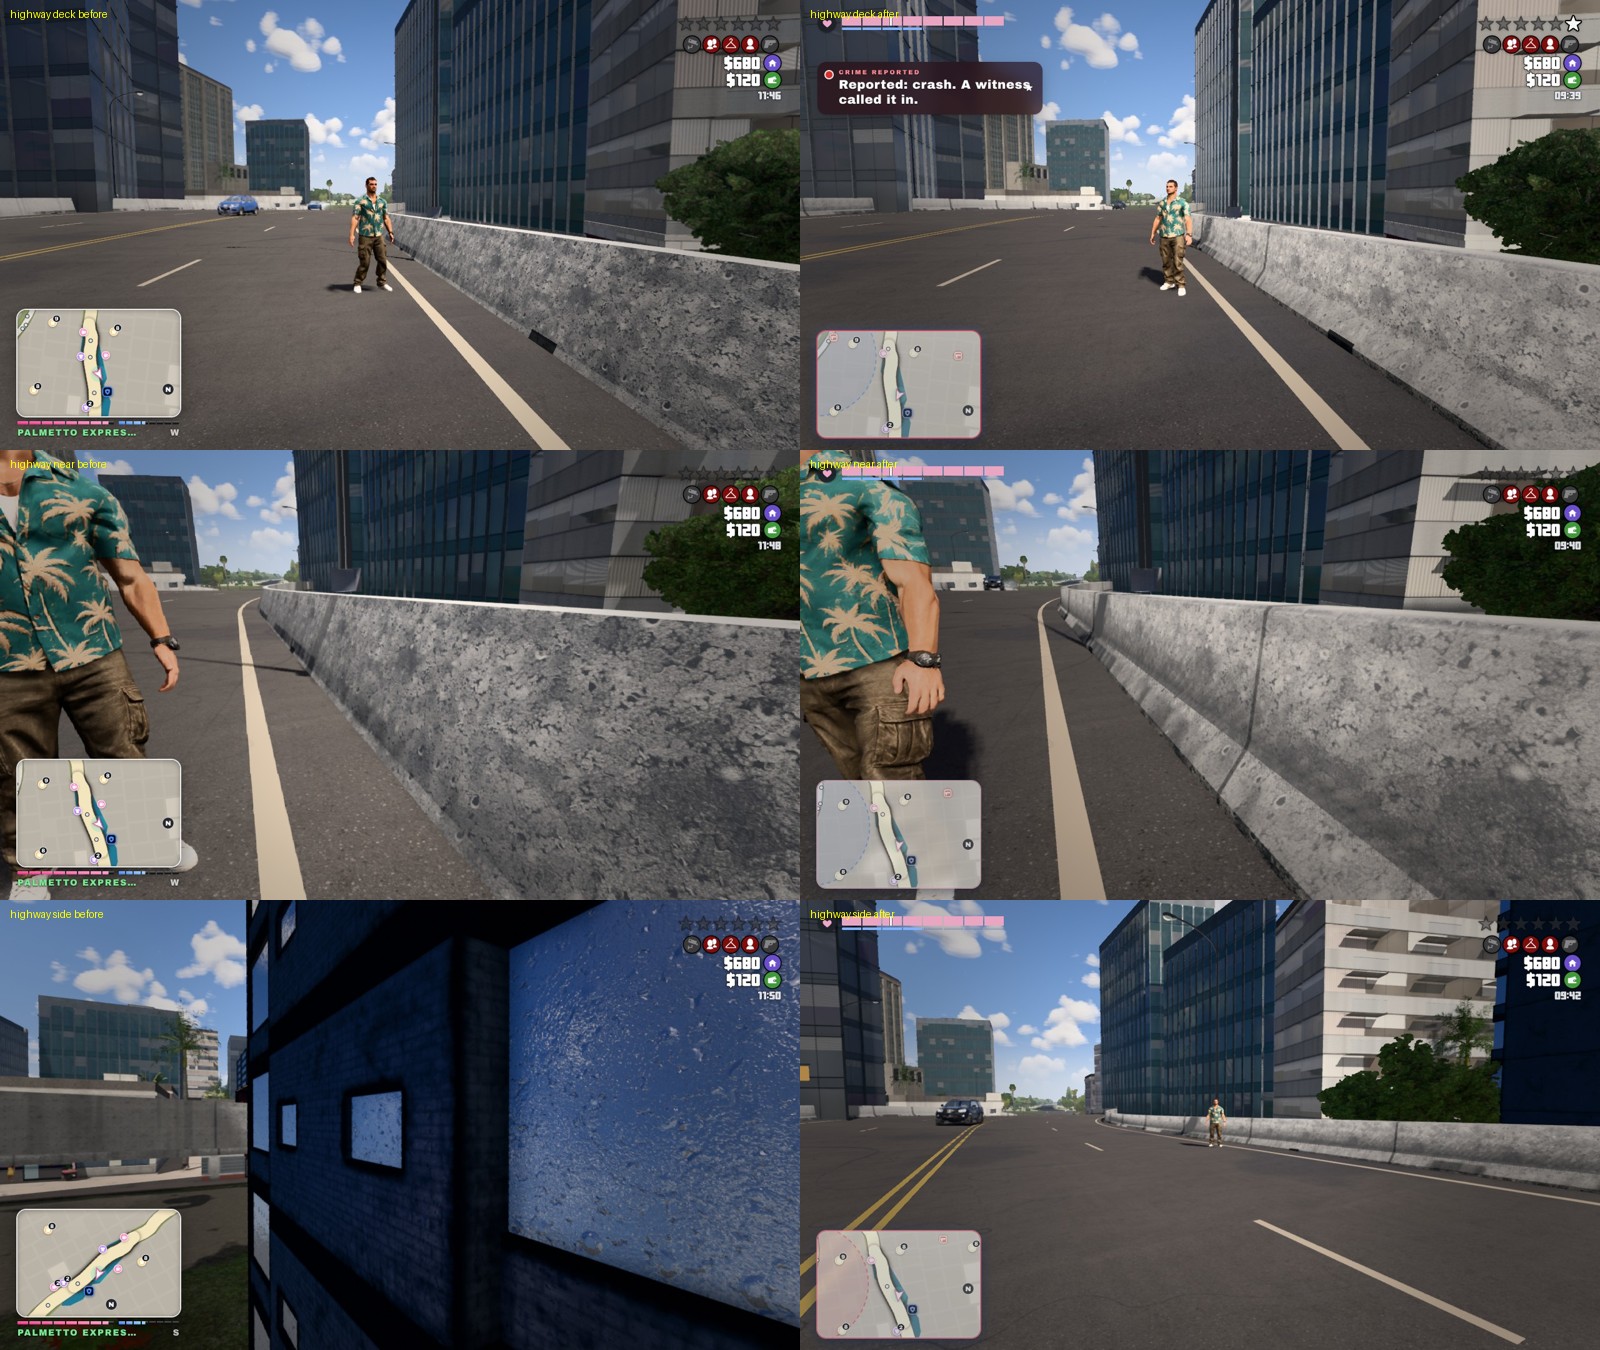 highway deck before
$680
$120
11:46
N
PALMETTO EXPRES... W
highway deck after
CRIME REPORTED
Reported: crash. A witness
called it in.
$680
$120
09:39
N
highway near before
$680
$120
11:48
N
PALMETTO EXPRES... W
highway near after
$680
$120
09:40
N
highway side before
$680
$120
11:50
N
PALMETTO EXPRES... S
highway side after
$680
$120
09:42
N